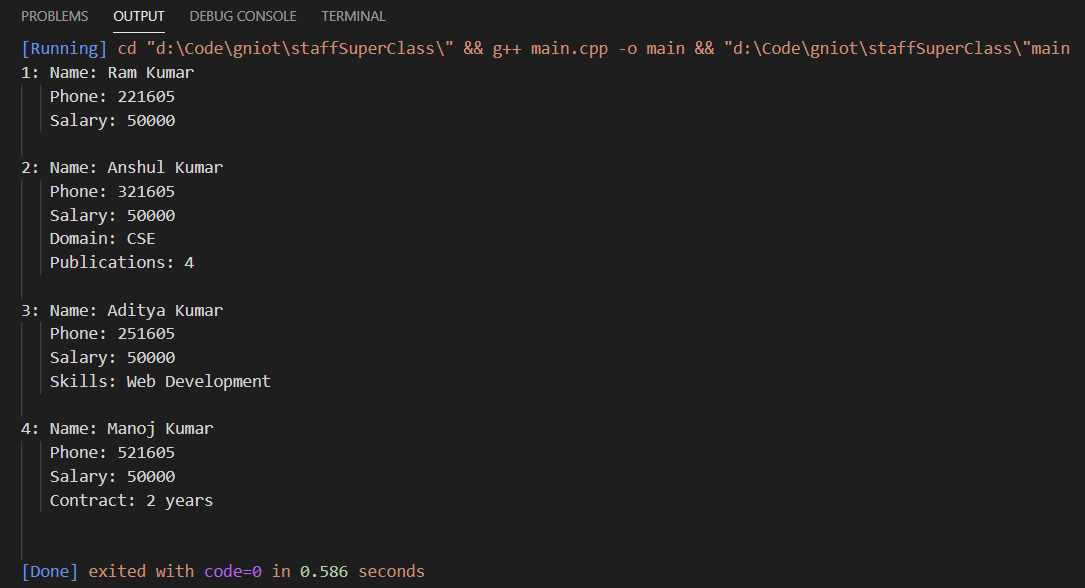 PROBLEMS OUTPUT DEBUG CONSOLE TERMINAL
[Running] cd "d:\Code\gniot\staffSuperClass\" && g++ main.cpp -o main && "d:\Code\gniot\staffSuperClass\"main
1: Name: Ram Kumar
Phone: 221605
Salary: 50000
2: Name: Anshul Kumar
Phone: 321605
Salary: 50000
Domain: CSE
Publications: 4
3: Name: Aditya Kumar
Phone: 251605
Salary: 50000
Skills: Web Development
4: Name: Manoj Kumar
Phone: 521605
Salary: 50000
Contract: 2 years
[Done] exited with code=0 in 0.586 seconds